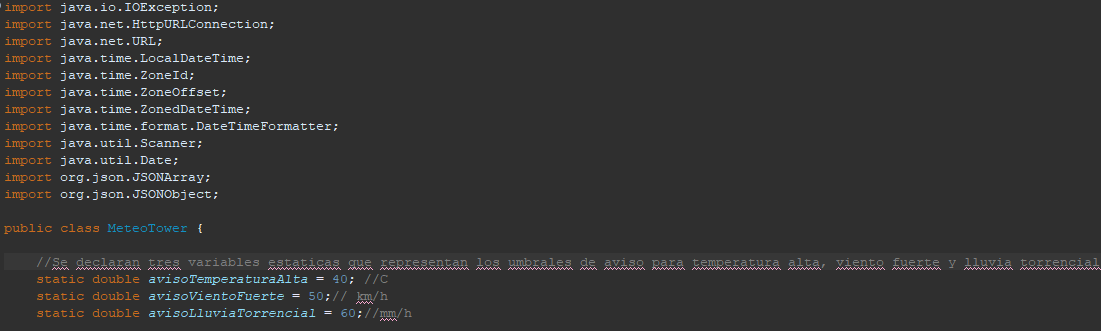 import java.io.IOException;
import java.net.HttpURLConnection;
import java.net.URL;
import java.time.LocalDateTime;
import java.time.ZoneId;
import java.time.ZoneOffset;
import java.time.ZonedDateTime;
import java.time.format.DateTimeFormatter;
import java.util.Scanner;
import java.util.Date;
import org.json.JSONArray;
import org.json.JSONObject;
public class MeteoTower {
//Se declaran tres variables estaticas que representan los umbrales de aviso para temperatura alta, viento fuerte y lluvia torrencial
static double avisoTemperaturaAlta = 40; //C
static double avisoVientoFuerte = 50;// km/h
static double avisoLluviaTorrencial = 60;//mm/h